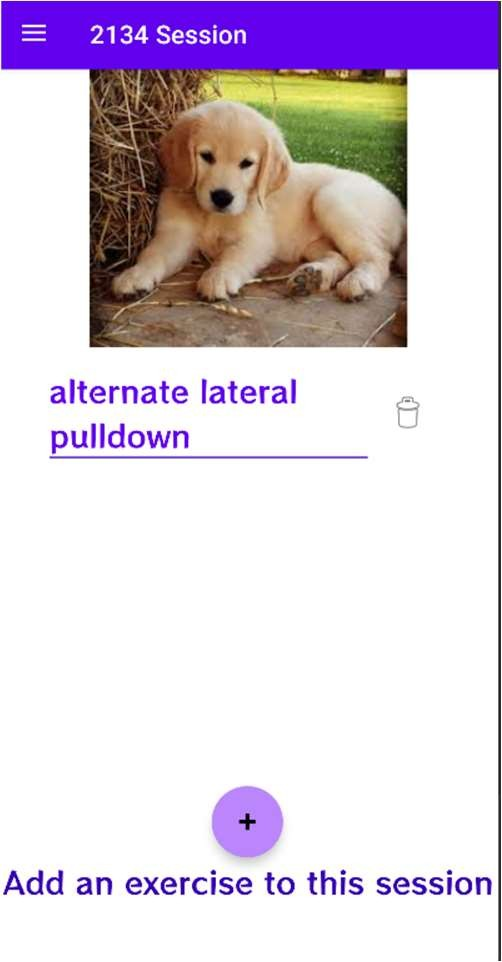 2134 Session
alternate lateral
pulldown
+
Add an exercise to this session